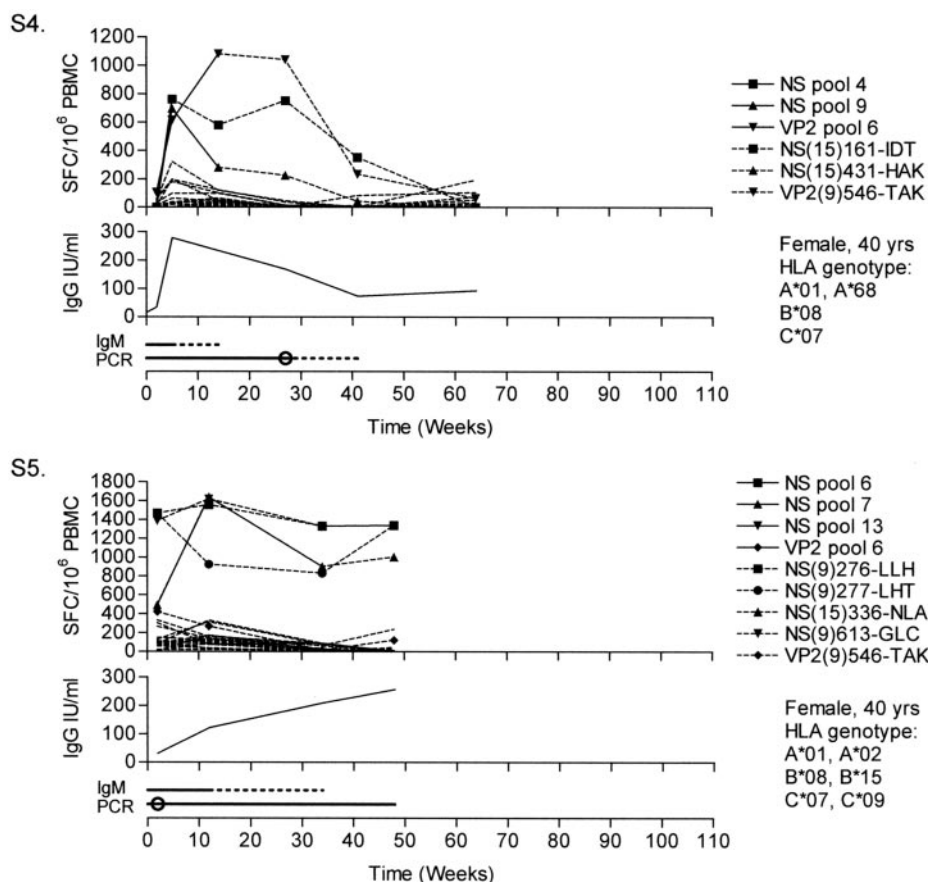 S4.
SFC/10⁶ PBMC
1200
1000
800
600
400
200
0
NS pool 4
NS pool 9
VP2 pool 6
NS(15)161-IDT
NS(15)431-HAK
VP2(9)546-TAK
IgG IU/ml
300
200
100
0
Female, 40 yrs
HLA genotype:
A*01, A*68
B*08
C*07
IgM
PCR
0 10 20 30 40 50 60 70 80 90 100 110
Time (Weeks)
S5.
SFC/10⁶ PBMC
1800
1600
1400
1200
1000
800
600
400
200
0
NS pool 6
NS pool 7
NS pool 13
VP2 pool 6
NS(9)276-LLH
NS(9)277-LHT
NS(15)336-NLA
NS(9)613-GLC
VP2(9)546-TAK
IgG IU/ml
300
200
100
0
Female, 40 yrs
HLA genotype:
A*01, A*02
B*08, B*15
C*07, C*09
IgM
PCR
0 10 20 30 40 50 60 70 80 90 100 110
Time (Weeks)